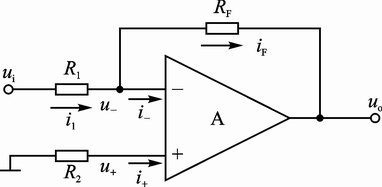 R_F
i_F
u_i
R_1
u_o
i_1
u_−
i_−
−
A
+
R_2
u_+
i_+